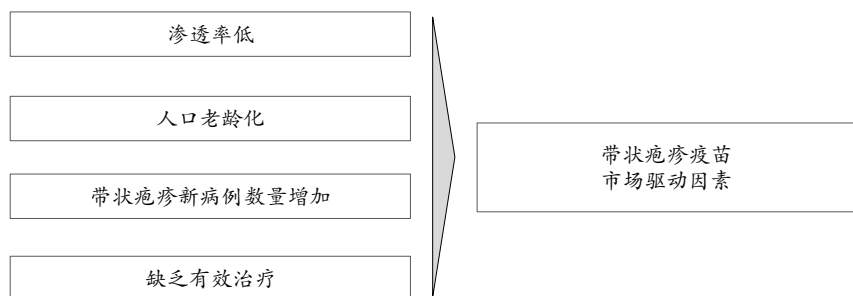 渗透率低
人口老龄化
带状疱疹新病例数量增加
缺乏有效治疗
带状疱疹疫苗
市场驱动因素